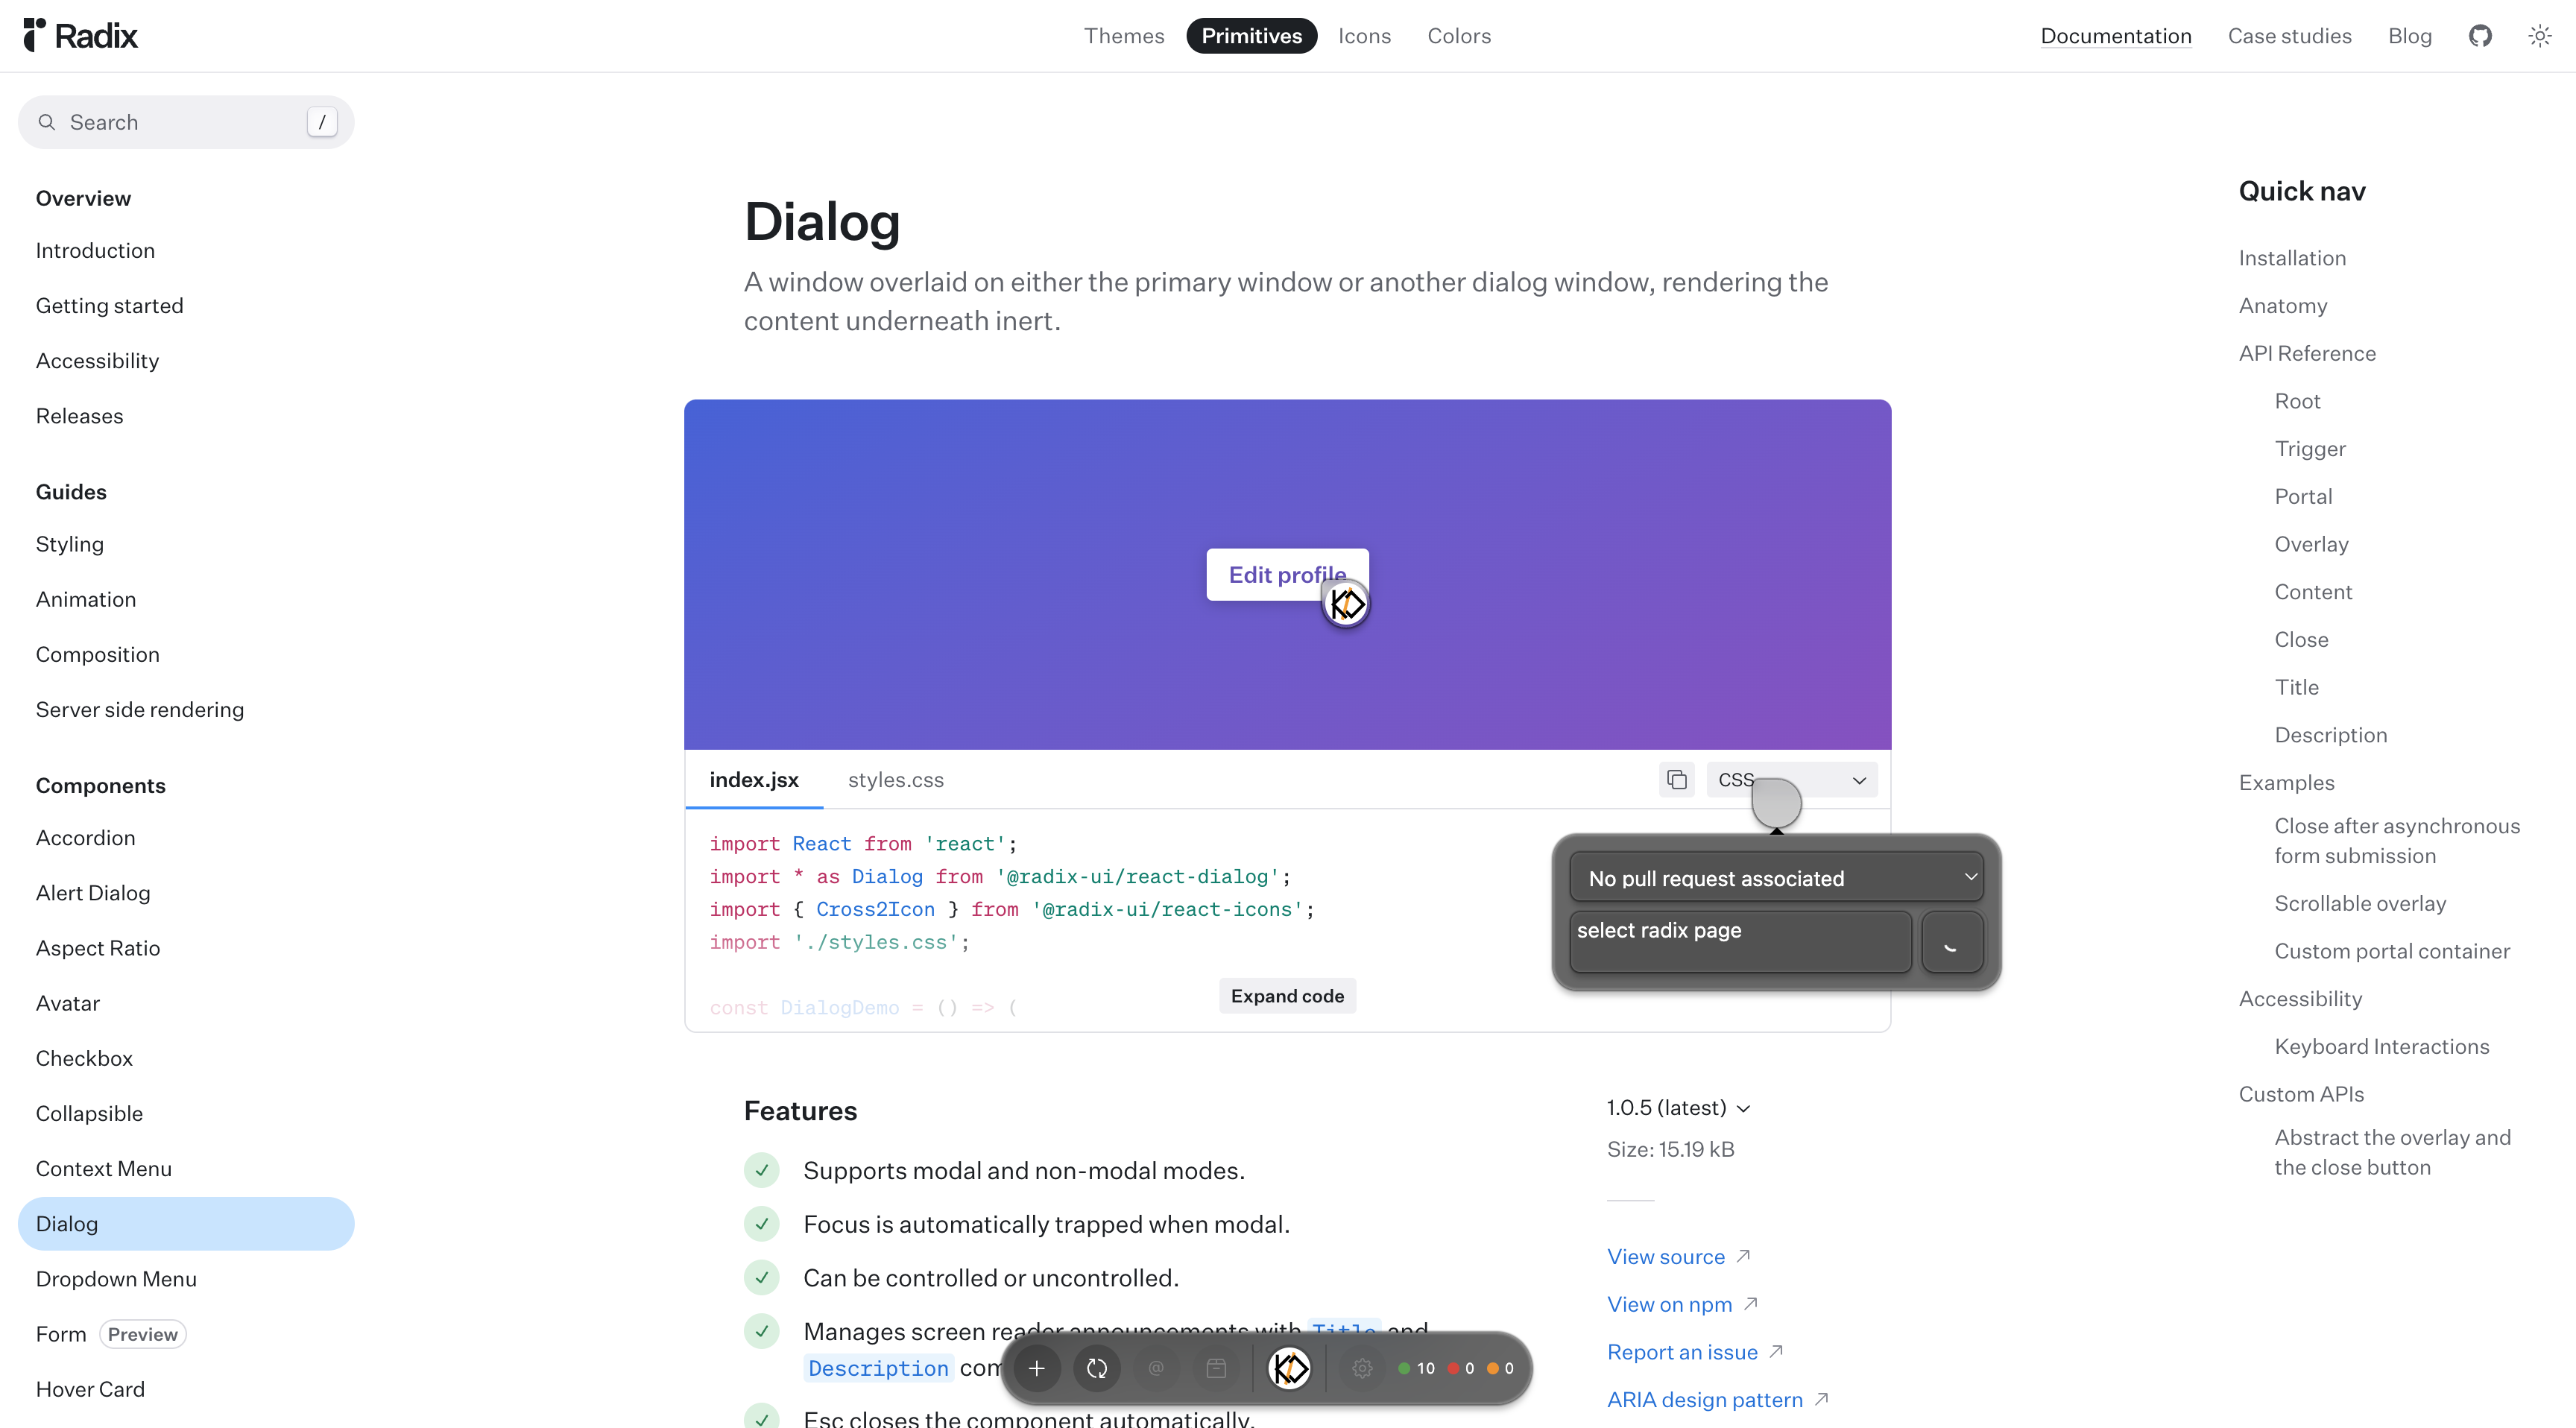 Radix
Themes
Primitives
Icons
Colors
Documentation
Case studies
Blog
Search
/
Overview
Introduction
Getting started
Accessibility
Releases
Guides
Styling
Animation
Composition
Server side rendering
Components
Accordion
Alert Dialog
Aspect Ratio
Avatar
Checkbox
Collapsible
Context Menu
Dialog
Dropdown Menu
Form Preview
Hover Card
Dialog
A window overlaid on either the primary window or another dialog window, rendering the
content underneath inert.
Edit profile
index.jsx
styles.css
CSS
import React from 'react';
import * as Dialog from '@radix-ui/react-dialog';
import { Cross2Icon } from '@radix-ui/react-icons';
import './styles.css';
const DialogDemo = () => (
Expand code
No pull request associated
select radix page
Features
Supports modal and non-modal modes.
Focus is automatically trapped when modal.
Can be controlled or uncontrolled.
Manages screen reader announcements with Title and
Description com
Esc closes the component automatically.
10
0
0
1.0.5 (latest)
Size: 15.19 kB
View source
View on npm
Report an issue
ARIA design pattern
Quick nav
Installation
Anatomy
API Reference
Root
Trigger
Portal
Overlay
Content
Close
Title
Description
Examples
Close after asynchronous
form submission
Scrollable overlay
Custom portal container
Accessibility
Keyboard Interactions
Custom APIs
Abstract the overlay and
the close button